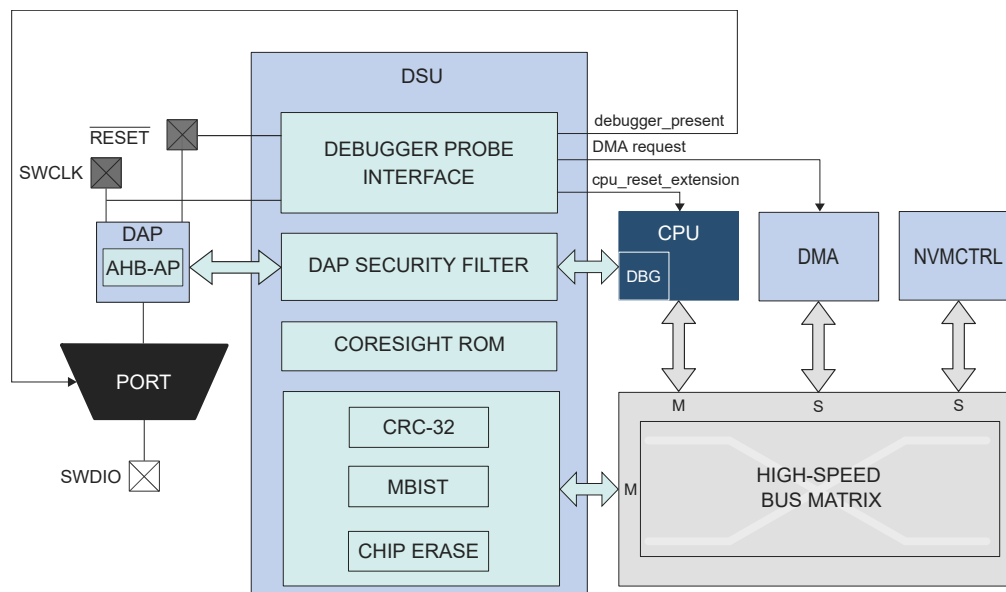 DSU
debugger_present
RESET
DEBUGGER PROBE
INTERFACE
DMA request
SWCLK
cpu_reset_extension
DAP
AHB-AP
DAP SECURITY FILTER
CPU
DBG
DMA
NVMCTRL
CORESIGHT ROM
PORT
M
S
S
CRC-32
SWDIO
MBIST
M
HIGH-SPEED
BUS MATRIX
CHIP ERASE